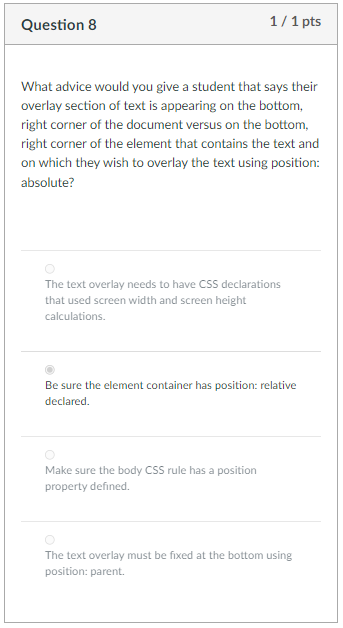 Question 8
1 / 1 pts
What advice would you give a student that says their
overlay section of text is appearing on the bottom,
right corner of the document versus on the bottom,
right corner of the element that contains the text and
on which they wish to overlay the text using position:
absolute?
The text overlay needs to have CSS declarations
that used screen width and screen height
calculations.
Be sure the element container has position: relative
declared.
Make sure the body CSS rule has a position
property defined.
The text overlay must be fixed at the bottom using
position: parent.